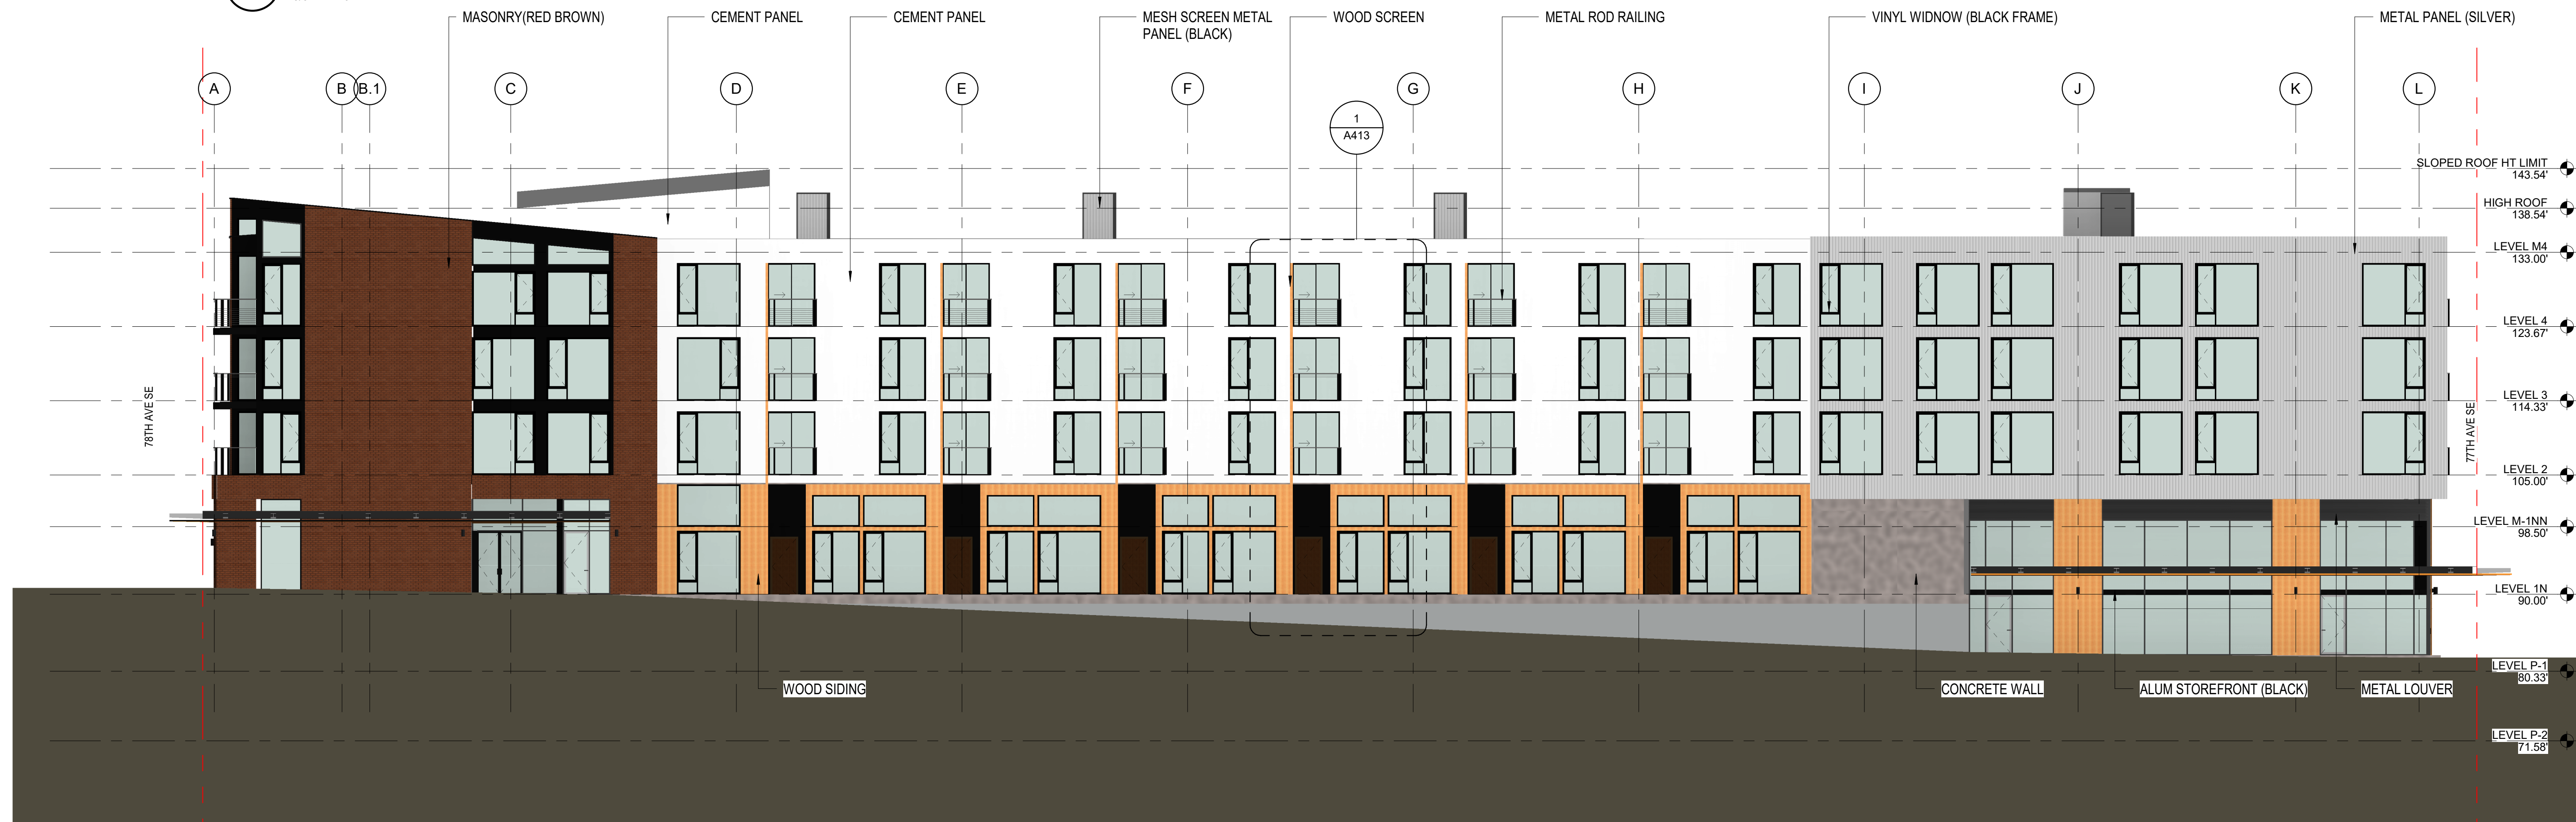 MASONRY(RED BROWN)
CEMENT PANEL
CEMENT PANEL
MESH SCREEN METAL
PANEL (BLACK)
WOOD SCREEN
METAL ROD RAILING
VINYL WIDNOW (BLACK FRAME)
METAL PANEL (SILVER)
A
B
B.1
C
D
E
F
G
H
I
J
K
L
1
A413
SLOPED ROOF HT LIMIT
143.54'
HIGH ROOF
138.54'
LEVEL M4
133.00'
LEVEL 4
123.67'
LEVEL 3
114.33'
78TH AVE SE
77TH AVE SE
LEVEL 2
105.00'
LEVEL M-1NN
98.50'
LEVEL 1N
90.00'
LEVEL P-1
80.33'
WOOD SIDING
CONCRETE WALL
ALUM STOREFRONT (BLACK)
METAL LOUVER
LEVEL P-2
71.58'